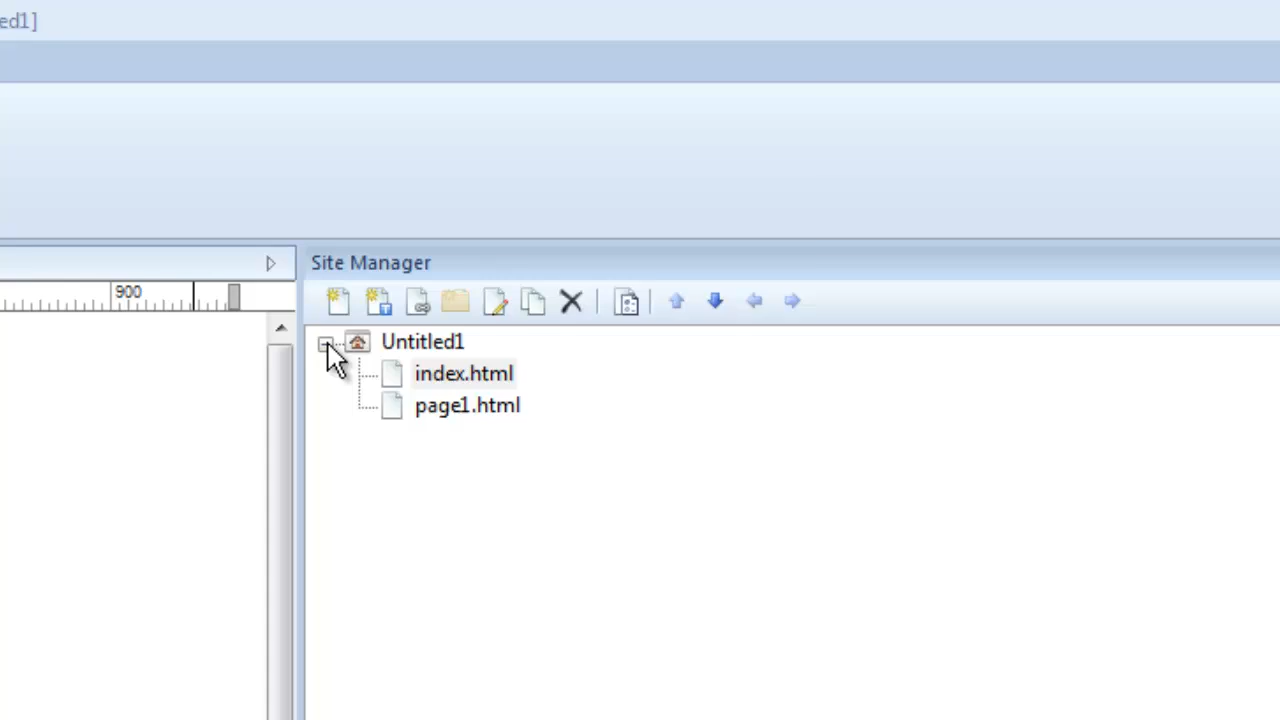 ed1]
Site Manager
900
Untitled1
index.html
page1.html